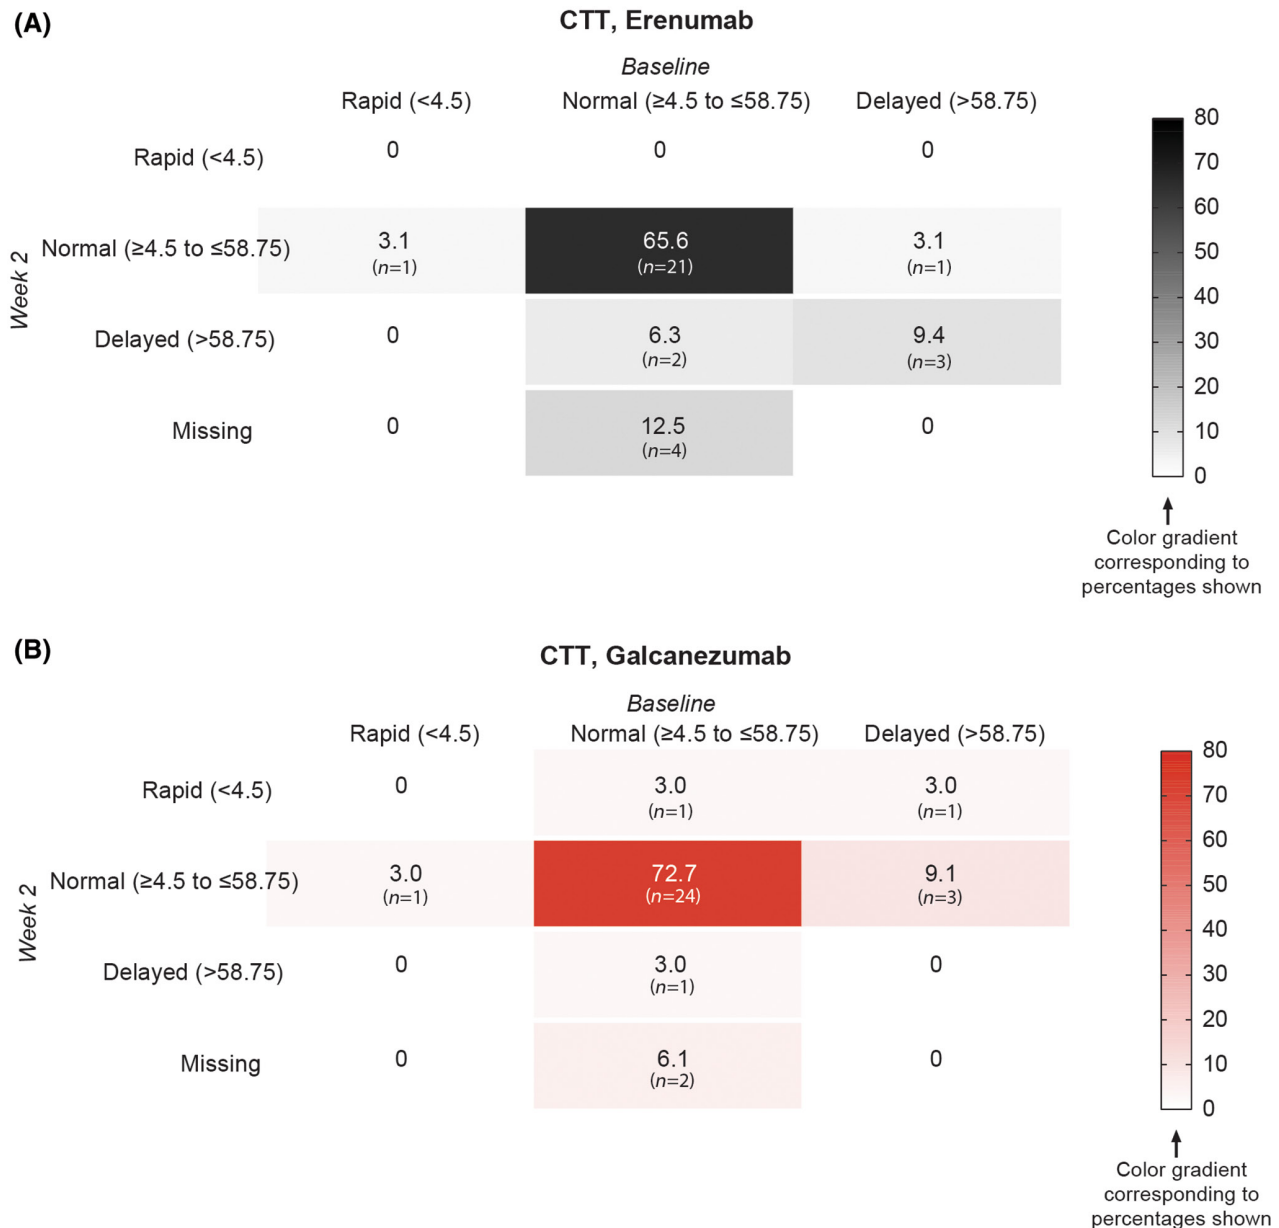 (A)
CTT, Erenumab
Baseline
Rapid (<4.5) Normal (≥4.5 to ≤58.75) Delayed (>58.75)
Week 2
Rapid (<4.5) 0 0 0
Normal (≥4.5 to ≤58.75) 3.1 65.6 3.1
(n=1) (n=21) (n=1)
Delayed (>58.75) 0 6.3 9.4
(n=2) (n=3)
Missing 0 12.5 0
(n=4)
80
70
60
50
40
30
20
10
0
Color gradient
corresponding to
percentages shown
(B)
CTT, Galcanezumab
Baseline
Rapid (<4.5) Normal (≥4.5 to ≤58.75) Delayed (>58.75)
Week 2
Rapid (<4.5) 0 3.0 3.0
(n=1) (n=1)
Normal (≥4.5 to ≤58.75) 3.0 72.7 9.1
(n=1) (n=24) (n=3)
Delayed (>58.75) 0 3.0 0
(n=1)
Missing 0 6.1 0
(n=2)
80
70
60
50
40
30
20
10
0
Color gradient
corresponding to
percentages shown